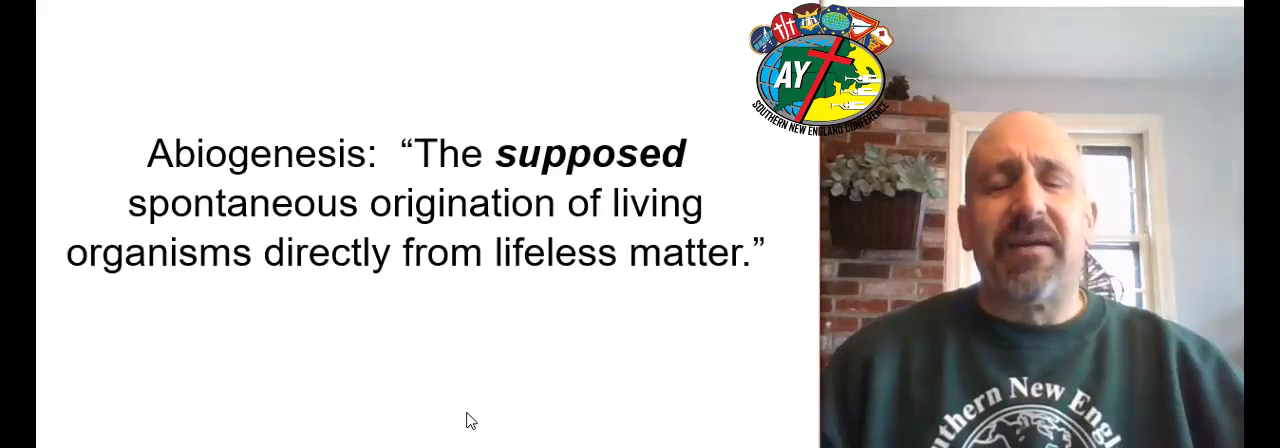 Abiogenesis: “The supposed
spontaneous origination of living
organisms directly from lifeless matter.”
AY
SOUTHERN NEW ENGLAND CONFERENCE
Southern New Engl